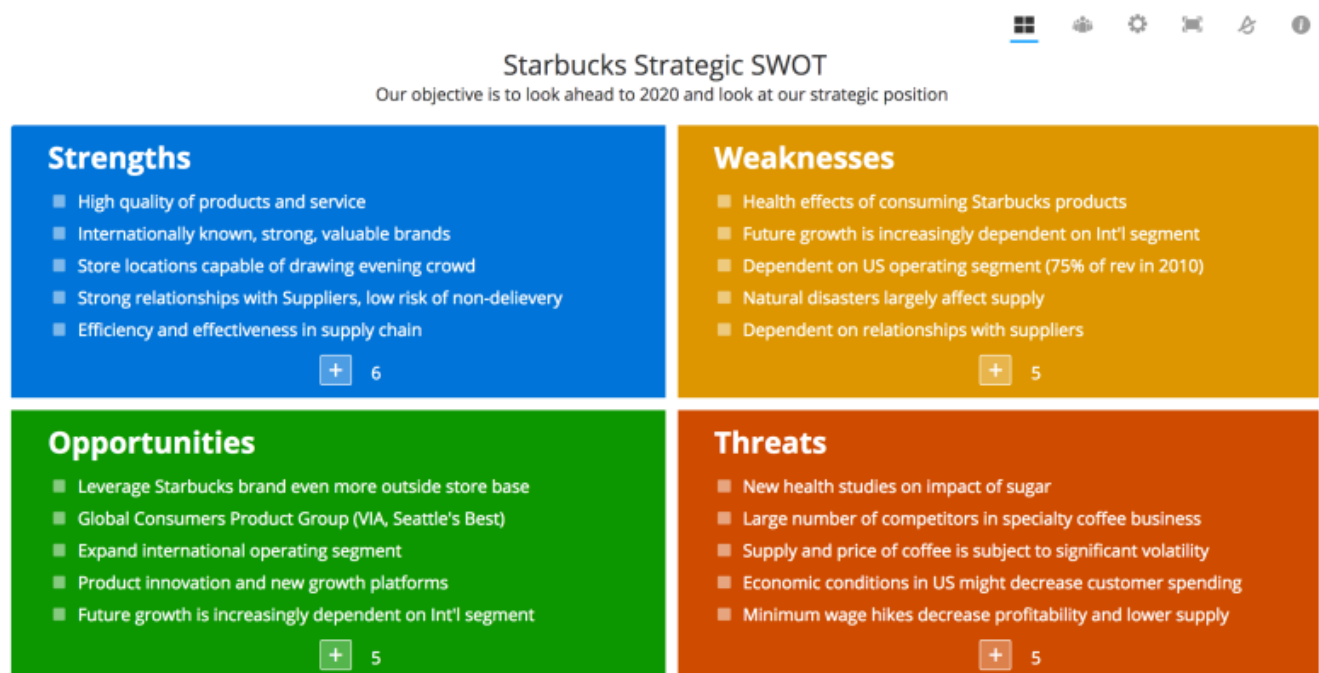 Starbucks Strategic SWOT
Our objective is to look ahead to 2020 and look at our strategic position
Strengths
High quality of products and service
Internationally known, strong, valuable brands
Store locations capable of drawing evening crowd
Strong relationships with Suppliers, low risk of non-delievery
Efficiency and effectiveness in supply chain
+ 6
Weaknesses
Health effects of consuming Starbucks products
Future growth is increasingly dependent on Int'l segment
Dependent on US operating segment (75% of rev in 2010)
Natural disasters largely affect supply
Dependent on relationships with suppliers
+ 5
Opportunities
Leverage Starbucks brand even more outside store base
Global Consumers Product Group (VIA, Seattle's Best)
Expand international operating segment
Product innovation and new growth platforms
Future growth is increasingly dependent on Int'l segment
+ 5
Threats
New health studies on impact of sugar
Large number of competitors in specialty coffee business
Supply and price of coffee is subject to significant volatility
Economic conditions in US might decrease customer spending
Minimum wage hikes decrease profitability and lower supply
+ 5